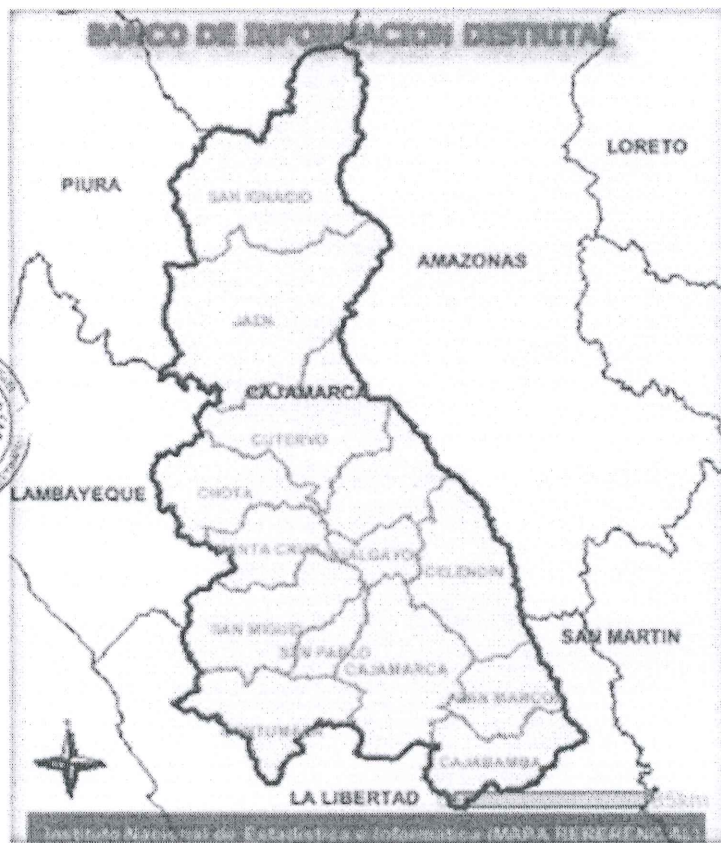 BANCO DE INFORMACION DISTRITAL
LORETO
PIURA
SAN IGNACIO
AMAZONAS
JAEN
CAJAMARCA
CUTERVO
LAMBAYEQUE
CHOTA
SANTA CRUZ
HUALGAYOC
CELENDIN
SAN MIGUEL
SAN MARTIN
SAN PABLO
CAJAMARCA
SAN MARCOS
CONTUMAZA
CAJABAMBA
LA LIBERTAD
35km
Instituto Nacional de Estadística e Informática (MAPA REFERENCIAL)